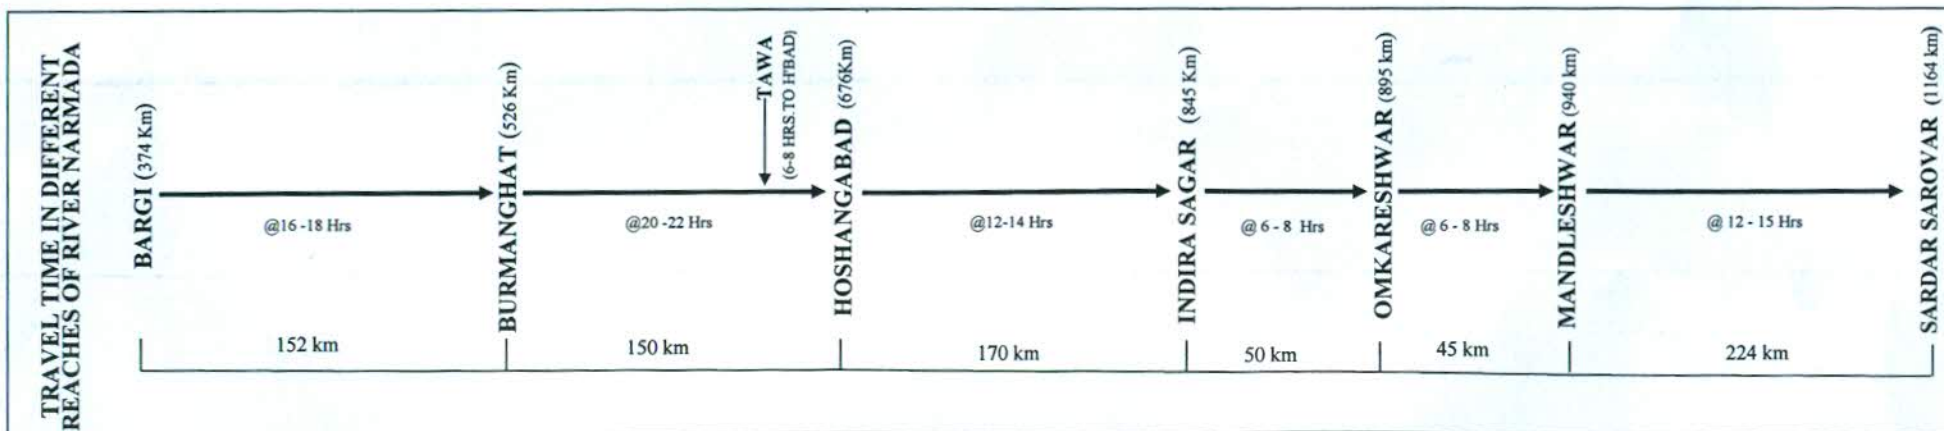 TRAVEL TIME IN DIFFERENT
REACHES OF RIVER NARMADA
BARGI (374 Km)
@16 -18 Hrs
BURMANGHAT (526 Km)
@20 -22 Hrs
TAWA
(6-8 HRS. TO H'BAD)
HOSHANGABAD (676Km)
@12-14 Hrs
INDIRA SAGAR (845 Km)
@ 6 - 8 Hrs
OMKARESHWAR (895 km)
@ 6 - 8 Hrs
MANDLESHWAR (940 km)
@ 12 - 15 Hrs
SARDAR SAROVAR (1164 km)
152 km
150 km
170 km
50 km
45 km
224 km